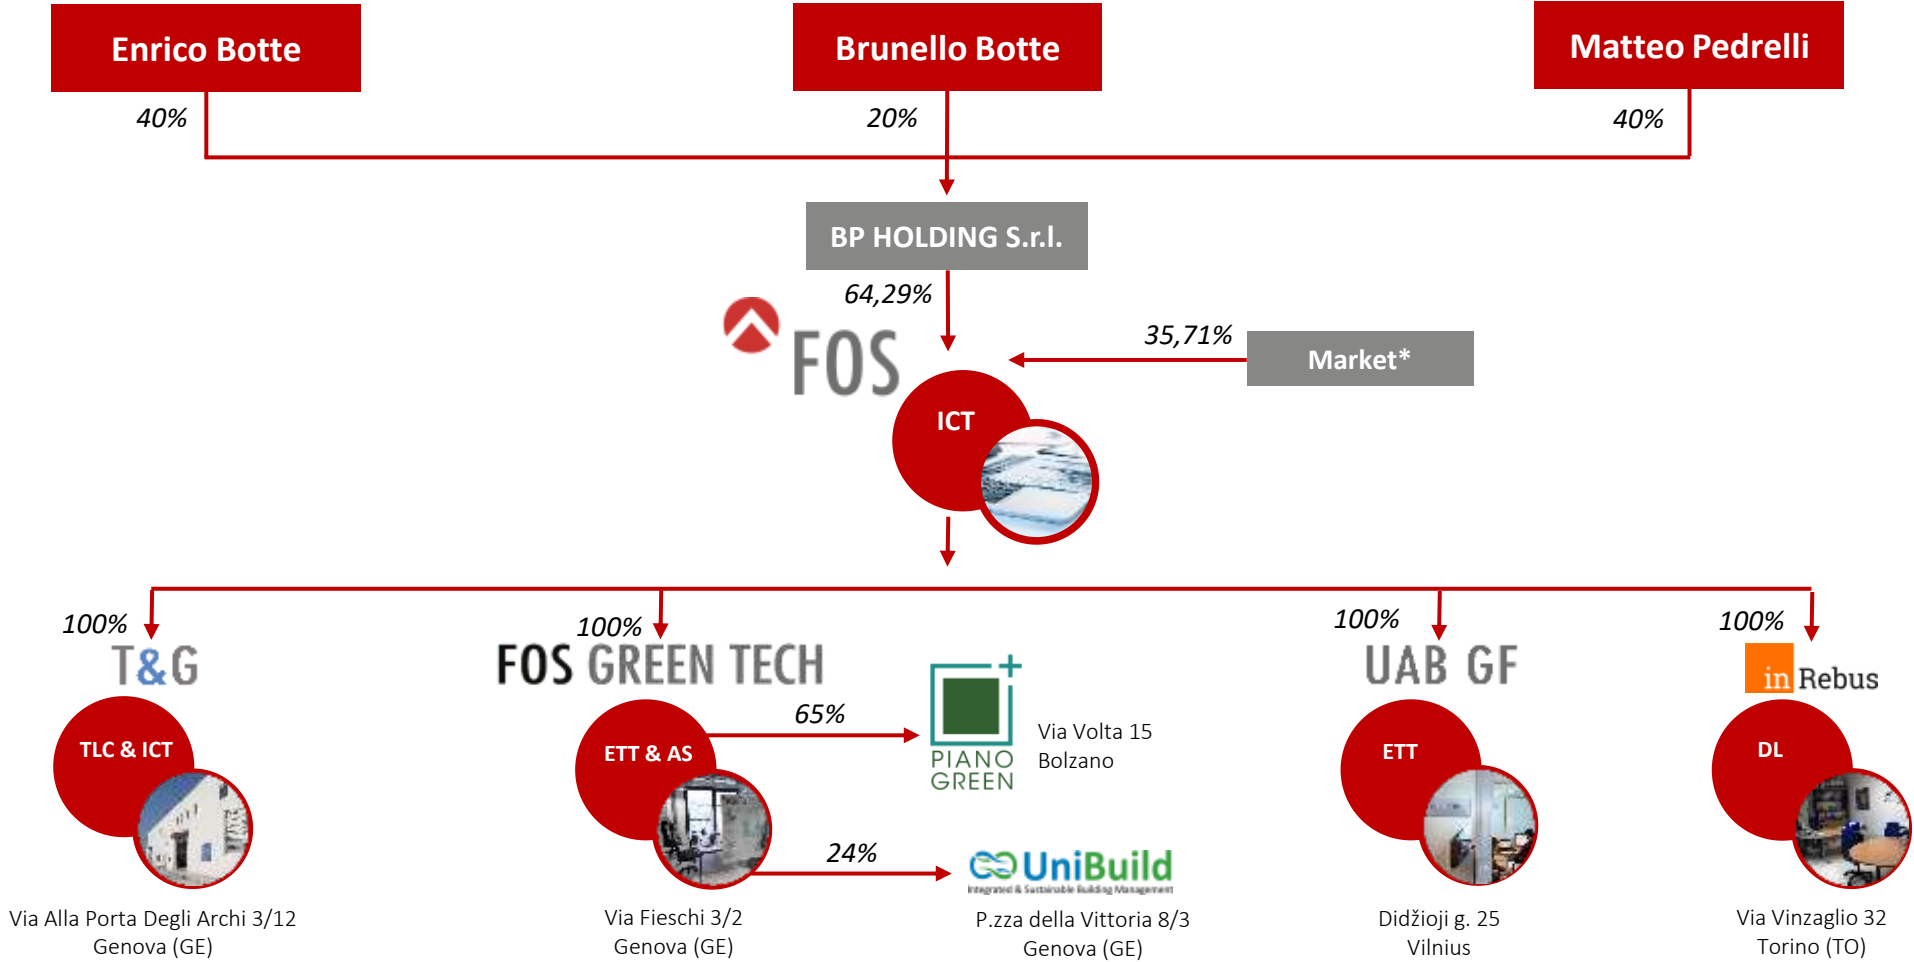 Enrico Botte
Brunello Botte
Matteo Pedrelli
40%
20%
40%
BP HOLDING S.r.l.
64,29%
FOS
35,71%
Market*
ICT
100%
100%
100%
100%
T&G
FOS GREEN TECH
UAB GF
in Rebus
TLC & ICT
ETT & AS
65%
PIANO
GREEN
Via Volta 15
Bolzano
ETT
DL
24%
UniBuild
Integrated & Sustainable Building Management
Via Alla Porta Degli Archi 3/12
Genova (GE)
Via Fieschi 3/2
Genova (GE)
P.zza della Vittoria 8/3
Genova (GE)
Didžioji g. 25
Vilnius
Via Vinzaglio 32
Torino (TO)